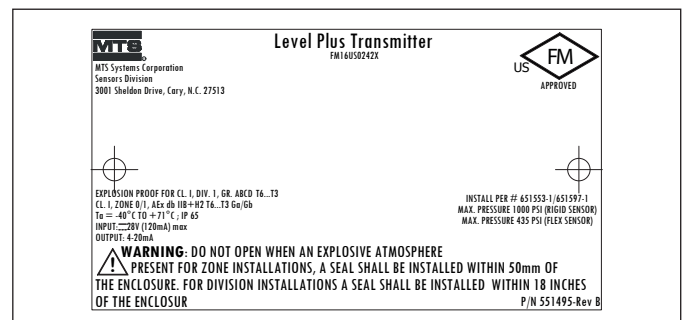 MTS
Level Plus Transmitter
FM16US0242X
MTS Systems Corporation
Sensors Division
3001 Sheldon Drive, Cary, N.C. 27513
US FM
APPROVED
EXPLOSION PROOF FOR CL. I, DIV. 1, GR. ABCD T6...T3
CL. I, ZONE 0/1, AEx db IIB+H2 T6...T3 Ga/Gb
Ta = -40°C TO +71°C ; IP 65
INPUT:⎓28V (120mA) max
OUTPUT: 4-20mA
INSTALL PER # 651553-1/651597-1
MAX. PRESSURE 1000 PSI (RIGID SENSOR)
MAX. PRESSURE 435 PSI (FLEX SENSOR)
WARNING: DO NOT OPEN WHEN AN EXPLOSIVE ATMOSPHERE
PRESENT FOR ZONE INSTALLATIONS, A SEAL SHALL BE INSTALLED WITHIN 50mm OF
THE ENCLOSURE. FOR DIVISION INSTALLATIONS A SEAL SHALL BE INSTALLED WITHIN 18 INCHES
OF THE ENCLOSUR
P/N 551495-Rev B